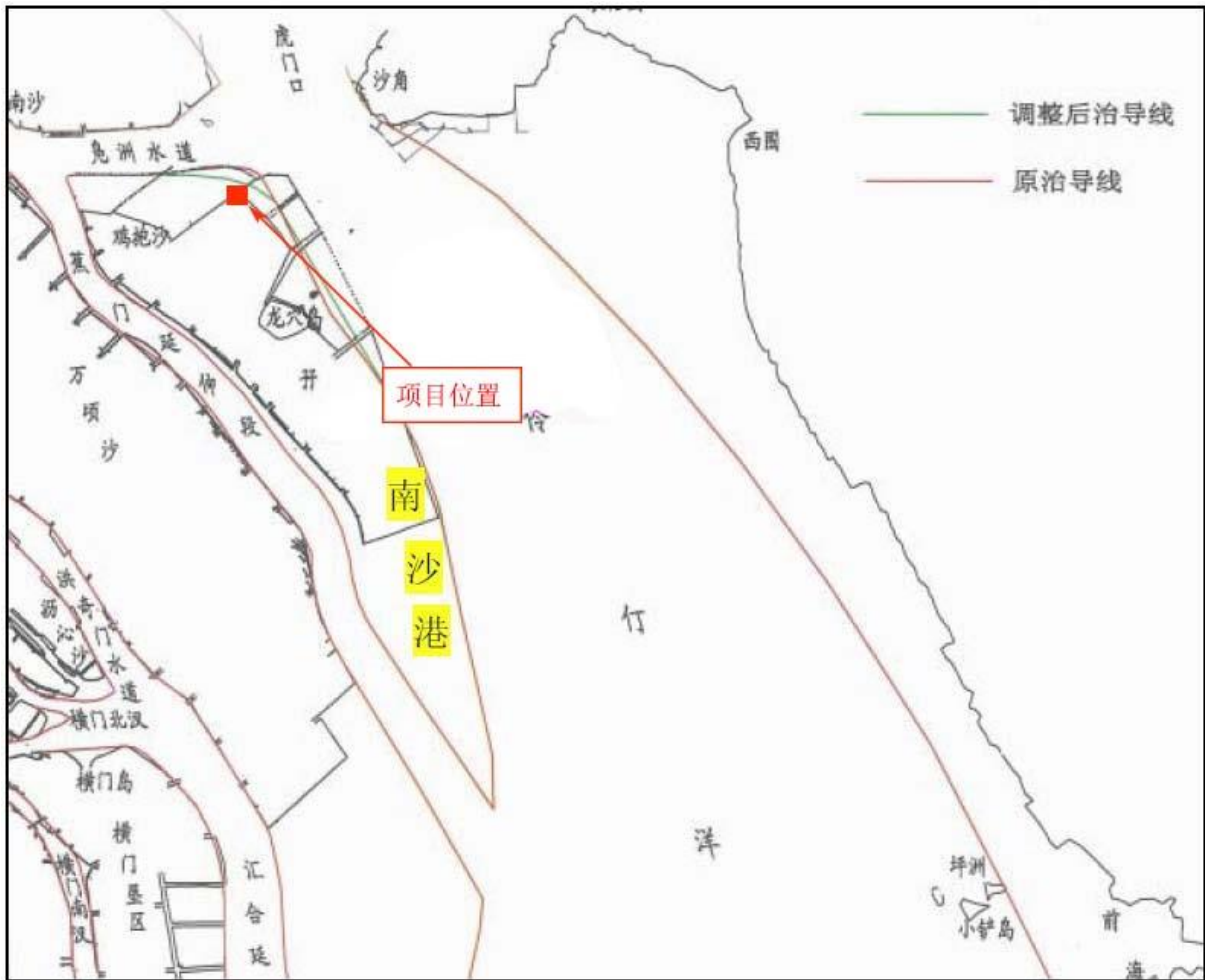 虎门口
沙角
南沙
调整后治导线
凫洲水道
西围
原治导线
鸡抱沙
蕉门延伸段
龙穴岛
万顷沙
开
项目位置
伶仃洋
南沙港
洪奇门水道
沥沁沙
横门北汊
横门岛
横门垦区
横门南汊
汇合延
坪洲
小铲岛
前海